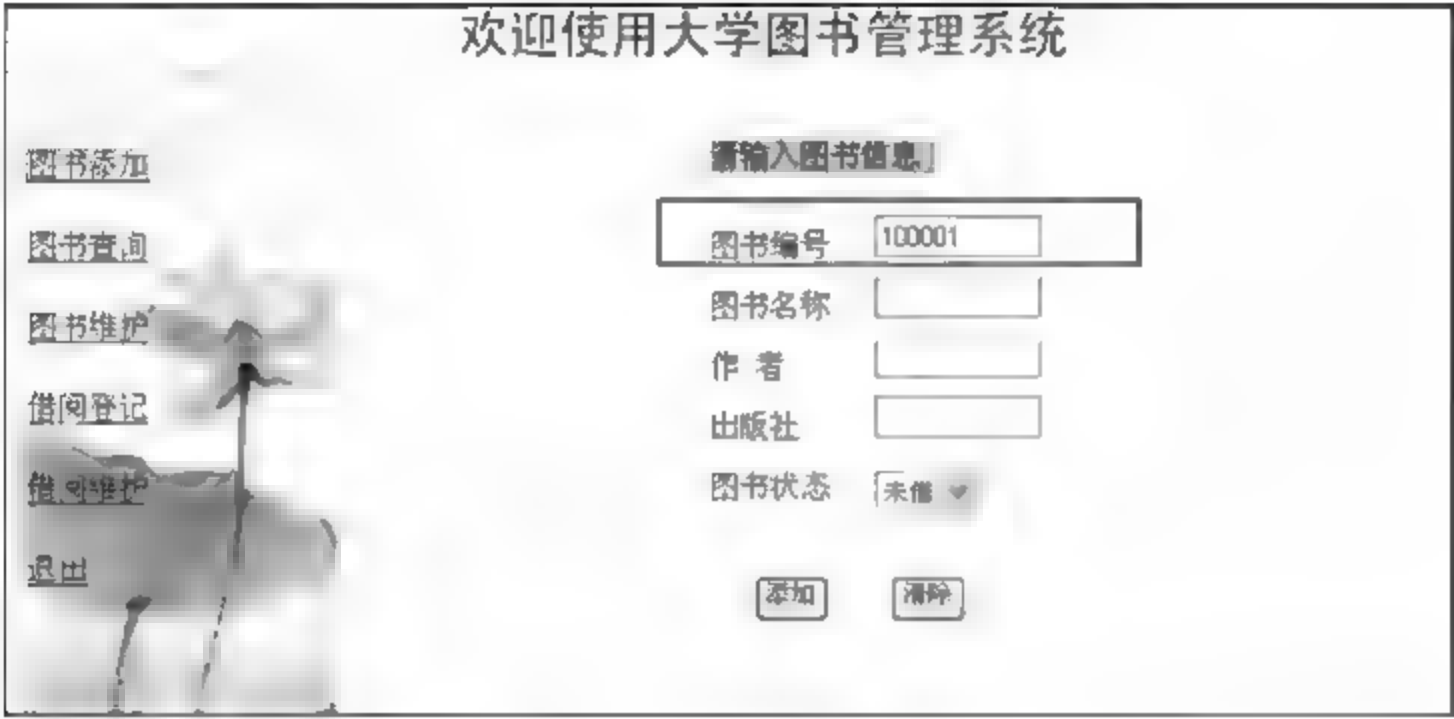 欢迎使用大学图书管理系统
图书添加
图书查询
图书维护
借阅登记
借阅维护
退出
请输入图书信息
图书编号 100001
图书名称
作 者
出版社
图书状态 未借
添加 清除